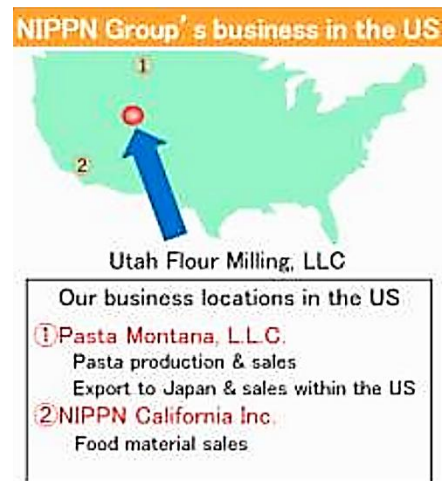 NIPPN Group's business in the US
①
②
Utah Flour Milling, LLC
Our business locations in the US
①Pasta Montana, L.L.C.
Pasta production & sales
Export to Japan & sales within the US
②NIPPN California Inc.
Food material sales